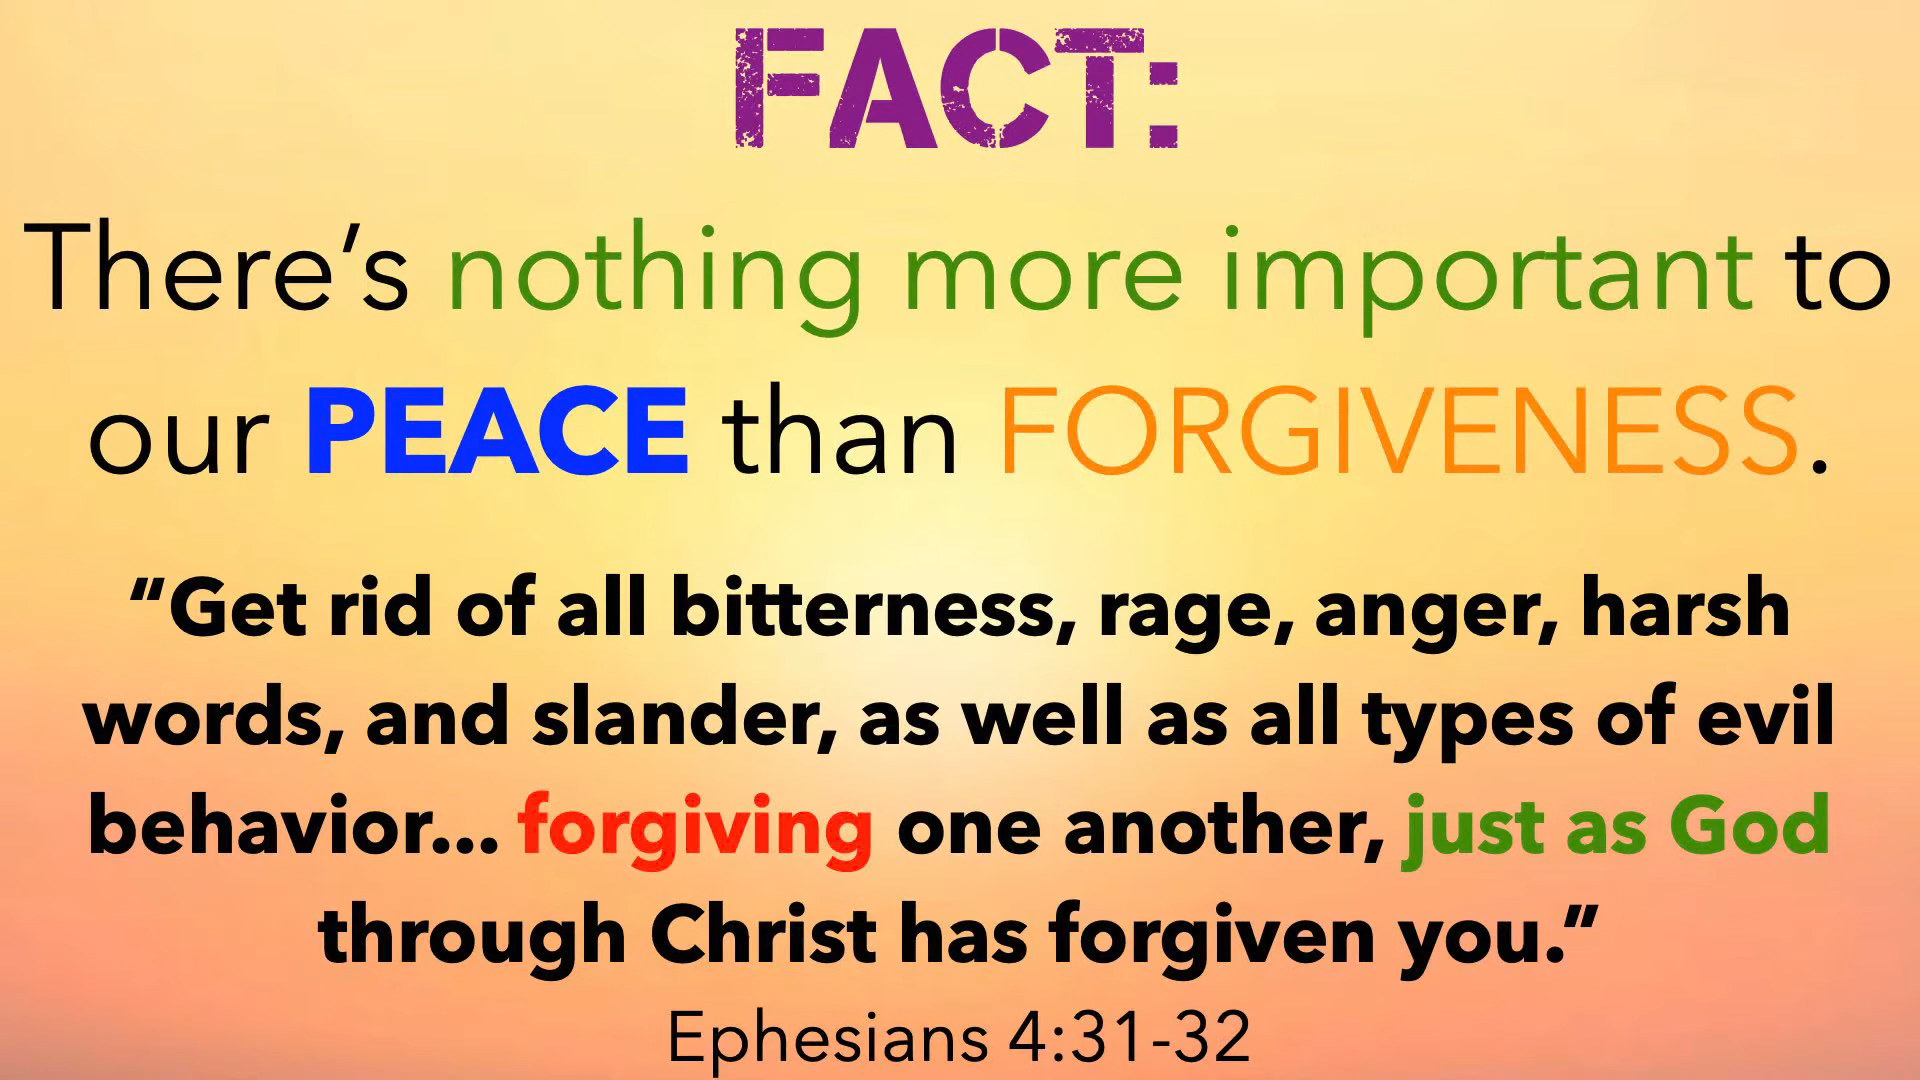 FACT:
There’s nothing more important to
our PEACE than FORGIVENESS.
“Get rid of all bitterness, rage, anger, harsh
words, and slander, as well as all types of evil
behavior... forgiving one another, just as God
through Christ has forgiven you.”
Ephesians 4:31-32